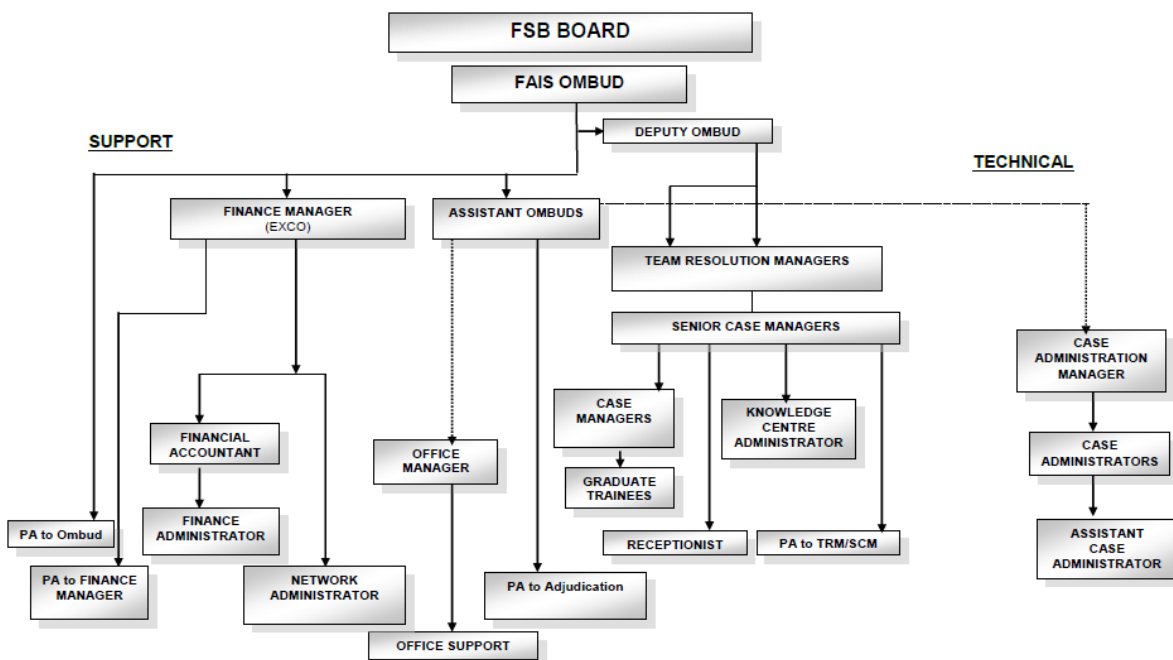 FSB BOARD
FAIS OMBUD
DEPUTY OMBUD
SUPPORT
TECHNICAL
FINANCE MANAGER
(EXCO)
ASSISTANT OMBUDS
TEAM RESOLUTION MANAGERS
SENIOR CASE MANAGERS
CASE
ADMINISTRATION
MANAGER
CASE
MANAGERS
KNOWLEDGE
CENTRE
ADMINISTRATOR
FINANCIAL
ACCOUNTANT
OFFICE
MANAGER
CASE
ADMINISTRATORS
GRADUATE
TRAINEES
FINANCE
ADMINISTRATOR
PA to Ombud
RECEPTIONIST
PA to TRM/SCM
ASSISTANT
CASE
ADMINISTRATOR
PA to FINANCE
MANAGER
NETWORK
ADMINISTRATOR
PA to Adjudication
OFFICE SUPPORT